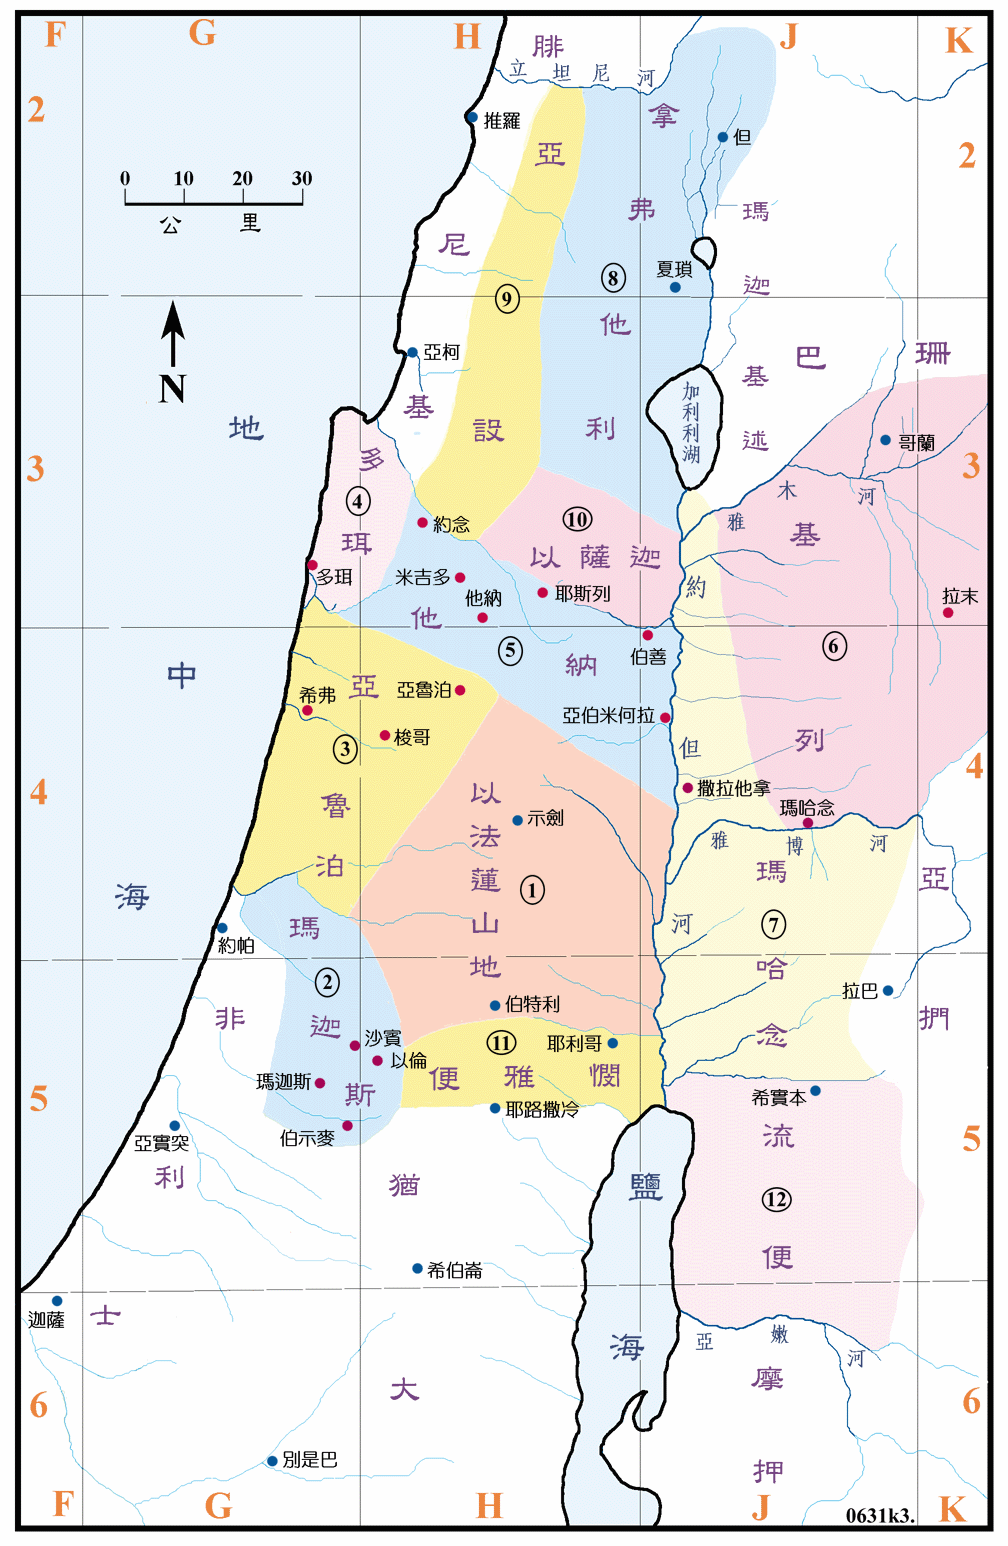 F G H J K
2
2
腓
立坦尼河
拿
推羅
亞
但
0 10 20 30
公里
弗
瑪
尼
夏瑣
⑧
迦
⑨
他
N
亞柯
巴
珊
基
基
加利利湖
地
設
利
述
哥蘭
3
3
多
④
珥
約念
⑩
木河
雅
基
以薩迦
米吉多
多珥
他納
耶斯列
約
拉末
他
⑤
納
伯善
⑥
中
亞
亞魯泊
希弗
亞伯米何拉
梭哥
③
但
列
4
4
撒拉他拿
瑪哈念
魯
以法蓮山地
示劍
雅博河
泊
①
瑪
亞
海
瑪
河
⑦
約帕
哈
②
拉巴
非
伯特利
捫
迦
沙賓
以倫
⑪
耶利哥
念
瑪迦斯
斯
便雅憫
5
5
希實本
耶路撒冷
伯示麥
亞實突
流
利
猶
鹽
⑫
便
希伯崙
迦薩
士
海
亞嫩河
大
摩
6
6
別是巴
押
F G H J K
0631k3.